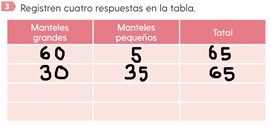 3 Registren cuatro respuestas en la tabla.
Manteles grandes Manteles pequeños Total
60 5 65
30 35 65